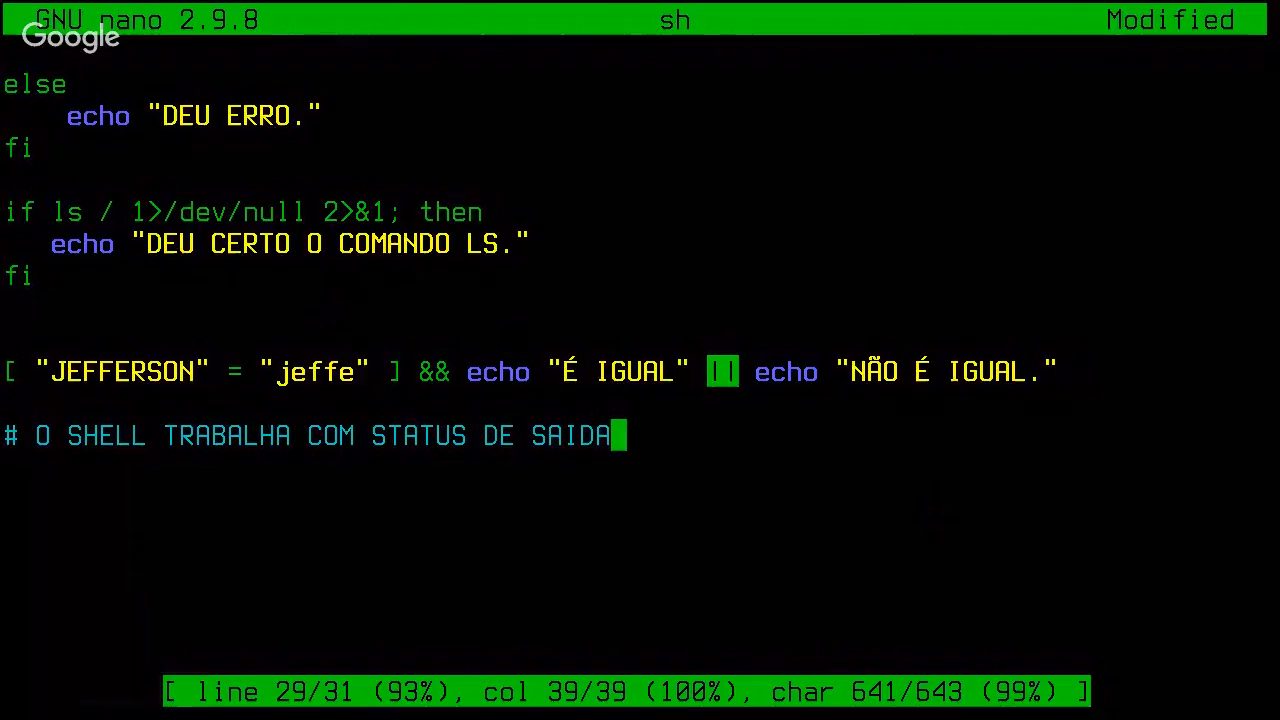 GNU nano 2.9.8 sh Modified
Google
else
echo "DEU ERRO."
fi
if ls / 1>/dev/null 2>&1; then
echo "DEU CERTO O COMANDO LS."
fi
[ "JEFFERSON" = "jeffe" ] && echo "É IGUAL" || echo "NÃO É IGUAL."
# O SHELL TRABALHA COM STATUS DE SAIDA
[ line 29/31 (93%), col 39/39 (100%), char 641/643 (99%) ]